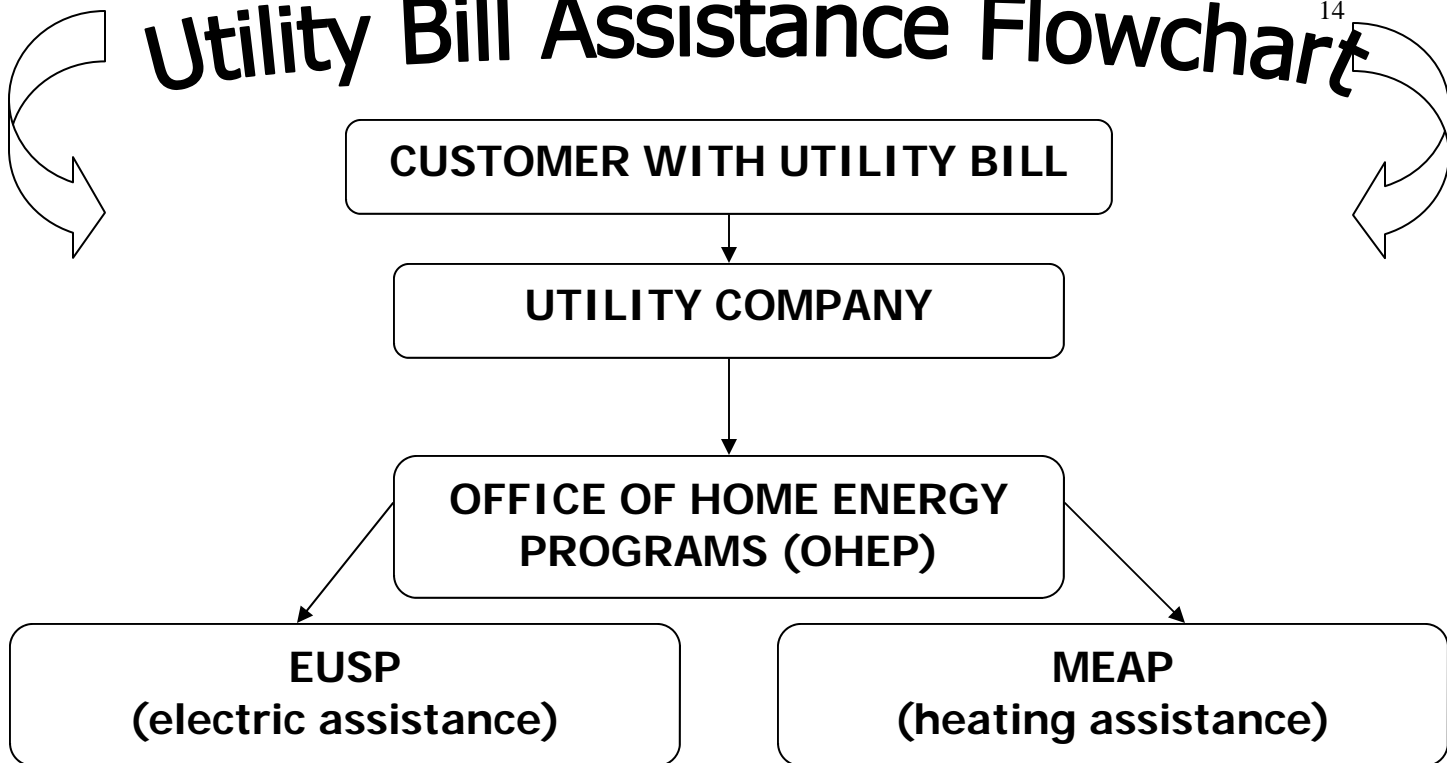 14
Utility Bill Assistance Flowchart
CUSTOMER WITH UTILITY BILL
UTILITY COMPANY
OFFICE OF HOME ENERGY
PROGRAMS (OHEP)
EUSP
(electric assistance)
MEAP
(heating assistance)